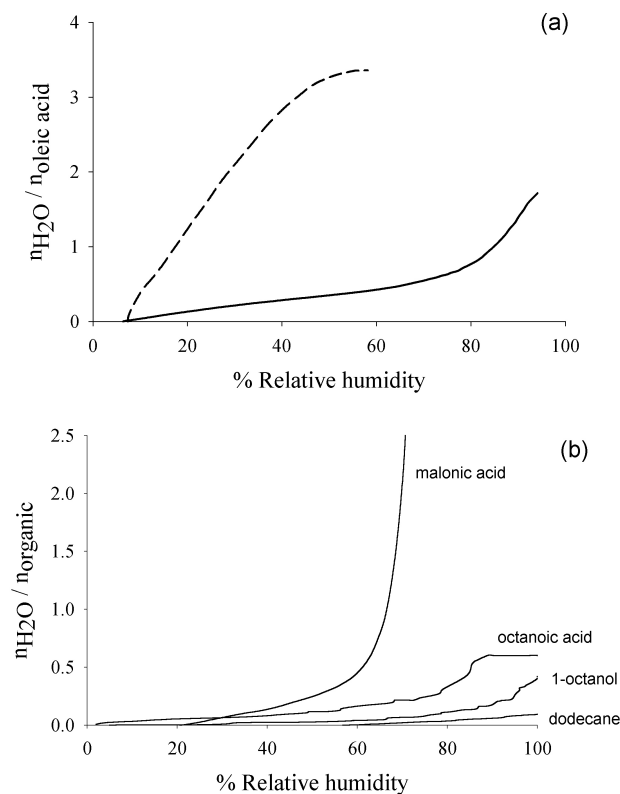 (a)
4
3
2
1
0
nH2O / noleic acid
0 20 40 60 80 100
% Relative humidity
(b)
2.5
2.0
1.5
1.0
0.5
0.0
nH2O / norganic
malonic acid
octanoic acid
1-octanol
dodecane
0 20 40 60 80 100
% Relative humidity